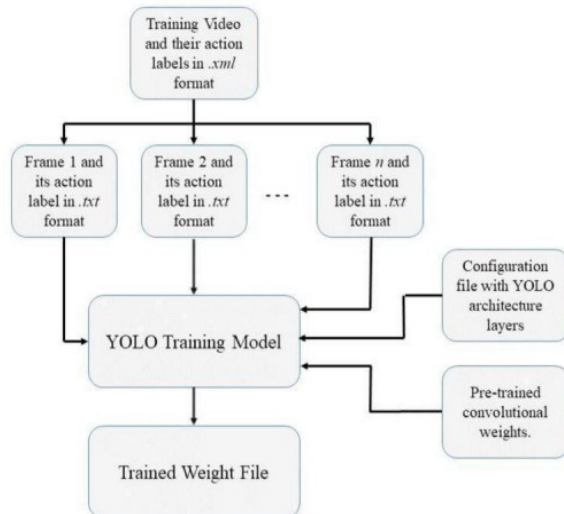 Training Video
and their action
labels in .xml
format
Frame 1 and
its action
label in .txt
format
Frame 2 and
its action
label in .txt
format
- - -
Frame n and
its action
label in .txt
format
Configuration
file with YOLO
architecture
layers
YOLO Training Model
Pre-trained
convolutional
weights.
Trained Weight File